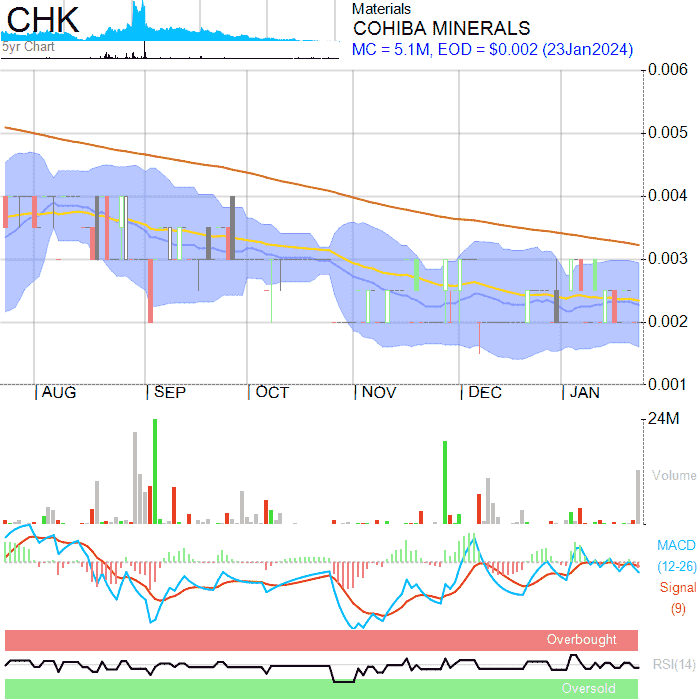 CHK
5yr Chart
Materials
COHIBA MINERALS
MC = 5.1M, EOD = $0.002 (23Jan2024)
0.006
0.005
0.004
0.003
0.002
0.001
AUG SEP OCT NOV DEC JAN
24M
Volume
MACD
(12-26)
Signal
(9)
Overbought
RSI(14)
Oversold